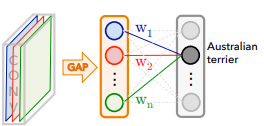 CONV
GAP
w₁
w₂
wₙ
Australian
terrier